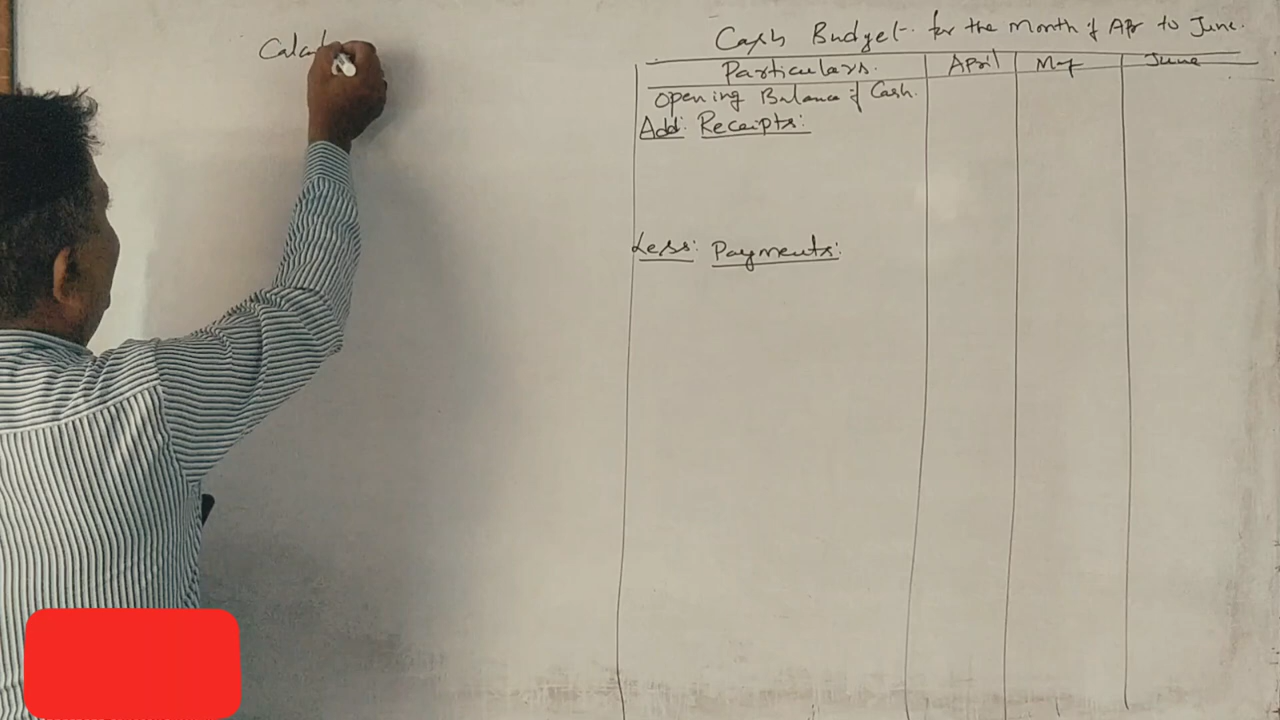 Calcu
Cash Budget for the Month of Apr to June.
Particulars. April May June
Opening Balance of Cash.
Add: Receipts:
Less: Payments: